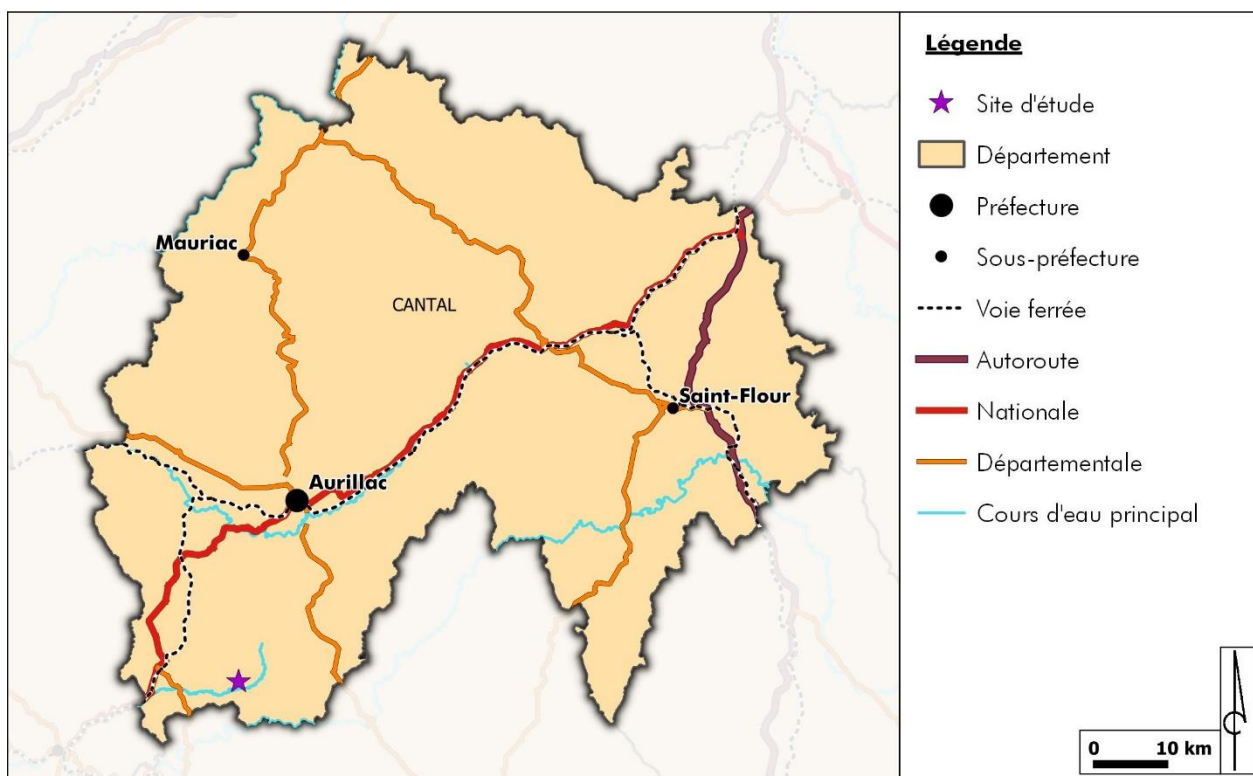 Mauriac
CANTAL
Saint-Flour
Aurillac
Légende
Site d'étude
Département
Préfecture
Sous-préfecture
Voie ferrée
Autoroute
Nationale
Départementale
Cours d'eau principal
0 10 km